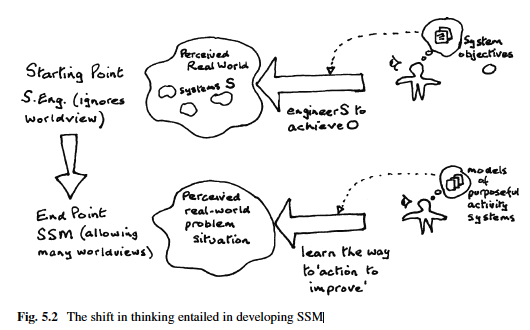 Perceived
Real World
Systems S
System
objectives
O
Starting Point
S.Eng. (ignores
worldview)
engineer S to
achieve O
End Point
SSM (allowing
many worldviews)
Perceived
real-world
problem
situation
models
of
purposeful
activity
systems
learn the way
to 'action to
improve'
Fig. 5.2 The shift in thinking entailed in developing SSM